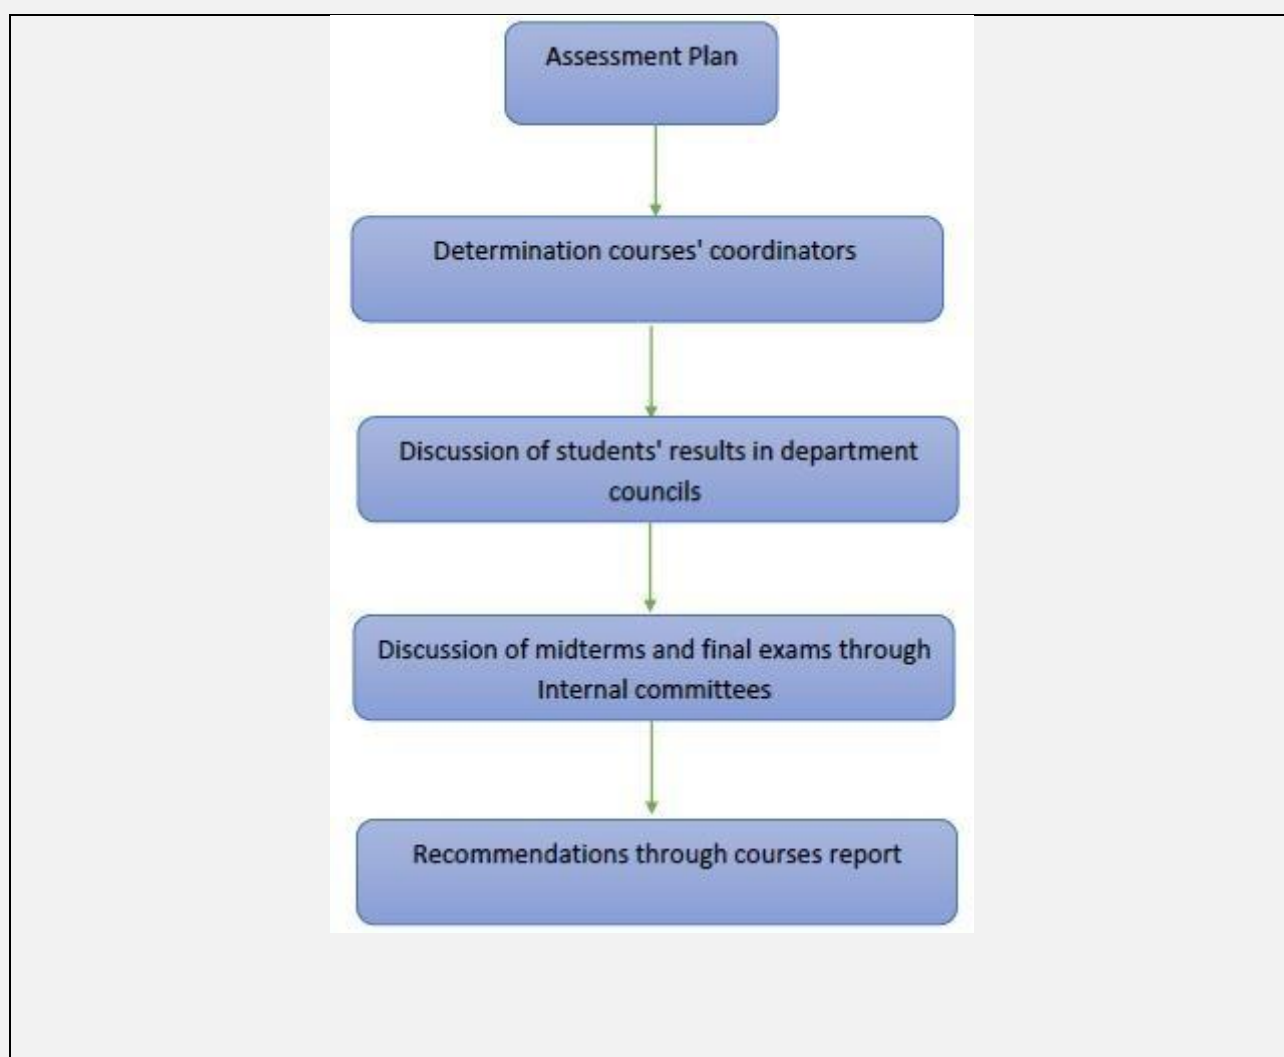 Assessment Plan
Determination courses' coordinators
Discussion of students' results in department
councils
Discussion of midterms and final exams through
Internal committees
Recommendations through courses report